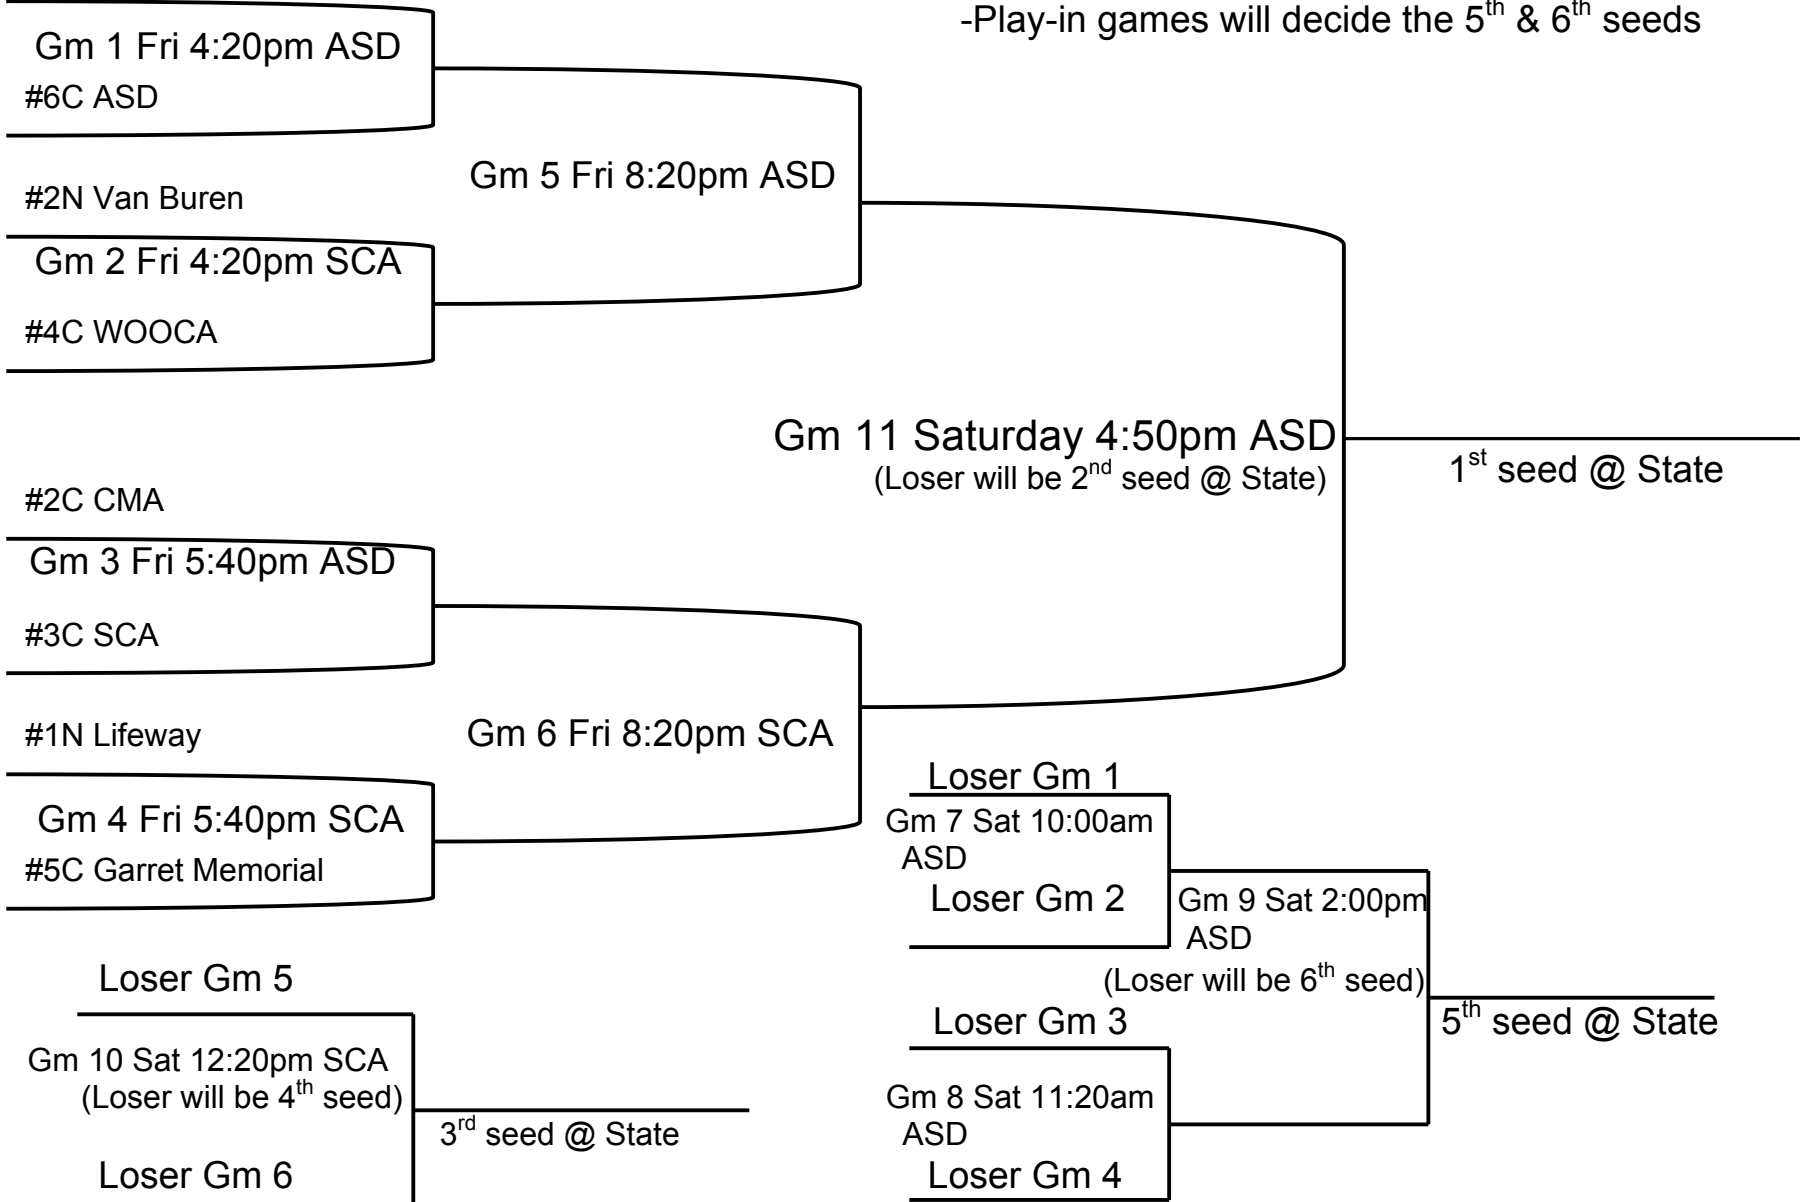 -Play-in games will decide the 5th & 6th seeds
Gm 1 Fri 4:20pm ASD
#6C ASD
Gm 5 Fri 8:20pm ASD
#2N Van Buren
Gm 2 Fri 4:20pm SCA
#4C WOOCA
Gm 11 Saturday 4:50pm ASD
(Loser will be 2nd seed @ State)
1st seed @ State
#2C CMA
Gm 3 Fri 5:40pm ASD
#3C SCA
#1N Lifeway
Gm 6 Fri 8:20pm SCA
Gm 4 Fri 5:40pm SCA
#5C Garret Memorial
Loser Gm 1
Gm 7 Sat 10:00am
ASD
Loser Gm 2
Gm 9 Sat 2:00pm
ASD
(Loser will be 6th seed)
5th seed @ State
Loser Gm 3
Gm 8 Sat 11:20am
ASD
Loser Gm 4
Loser Gm 5
Gm 10 Sat 12:20pm SCA
(Loser will be 4th seed)
3rd seed @ State
Loser Gm 6